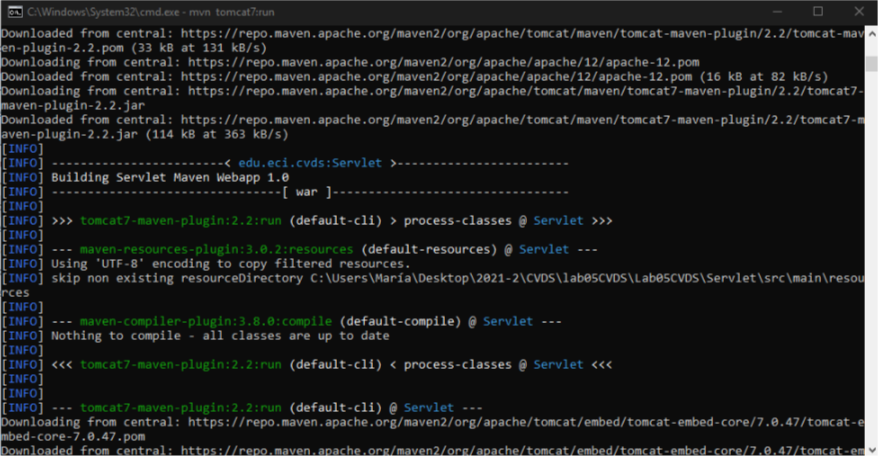 C:\Windows\System32\cmd.exe - mvn tomcat7:run
Downloaded from central: https://repo.maven.apache.org/maven2/org/apache/tomcat/maven/tomcat-maven-plugin/2.2/tomcat-mav
en-plugin-2.2.pom (33 kB at 131 kB/s)
Downloading from central: https://repo.maven.apache.org/maven2/org/apache/apache/12/apache-12.pom
Downloaded from central: https://repo.maven.apache.org/maven2/org/apache/apache/12/apache-12.pom (16 kB at 82 kB/s)
Downloading from central: https://repo.maven.apache.org/maven2/org/apache/tomcat/maven/tomcat7-maven-plugin/2.2/tomcat7-
maven-plugin-2.2.jar
Downloaded from central: https://repo.maven.apache.org/maven2/org/apache/tomcat/maven/tomcat7-maven-plugin/2.2/tomcat7-m
aven-plugin-2.2.jar (114 kB at 363 kB/s)
[INFO]
[INFO] ------------------------< edu.eci.cvds:Servlet >------------------------
[INFO] Building Servlet Maven Webapp 1.0
[INFO] --------------------------------[ war ]---------------------------------
[INFO]
[INFO] >>> tomcat7-maven-plugin:2.2:run (default-cli) > process-classes @ Servlet >>>
[INFO]
[INFO] --- maven-resources-plugin:3.0.2:resources (default-resources) @ Servlet ---
[INFO] Using 'UTF-8' encoding to copy filtered resources.
[INFO] skip non existing resourceDirectory C:\Users\María\Desktop\2021-2\CVDS\lab05CVDS\Lab05CVDS\Servlet\src\main\resou
rces
[INFO]
[INFO] --- maven-compiler-plugin:3.8.0:compile (default-compile) @ Servlet ---
[INFO] Nothing to compile - all classes are up to date
[INFO]
[INFO] <<< tomcat7-maven-plugin:2.2:run (default-cli) < process-classes @ Servlet <<<
[INFO]
[INFO]
[INFO] --- tomcat7-maven-plugin:2.2:run (default-cli) @ Servlet ---
Downloading from central: https://repo.maven.apache.org/maven2/org/apache/tomcat/embed/tomcat-embed-core/7.0.47/tomcat-e
mbed-core-7.0.47.pom
Downloaded from central: https://repo.maven.apache.org/maven2/org/apache/tomcat/embed/tomcat-embed-core/7.0.47/tomcat-em